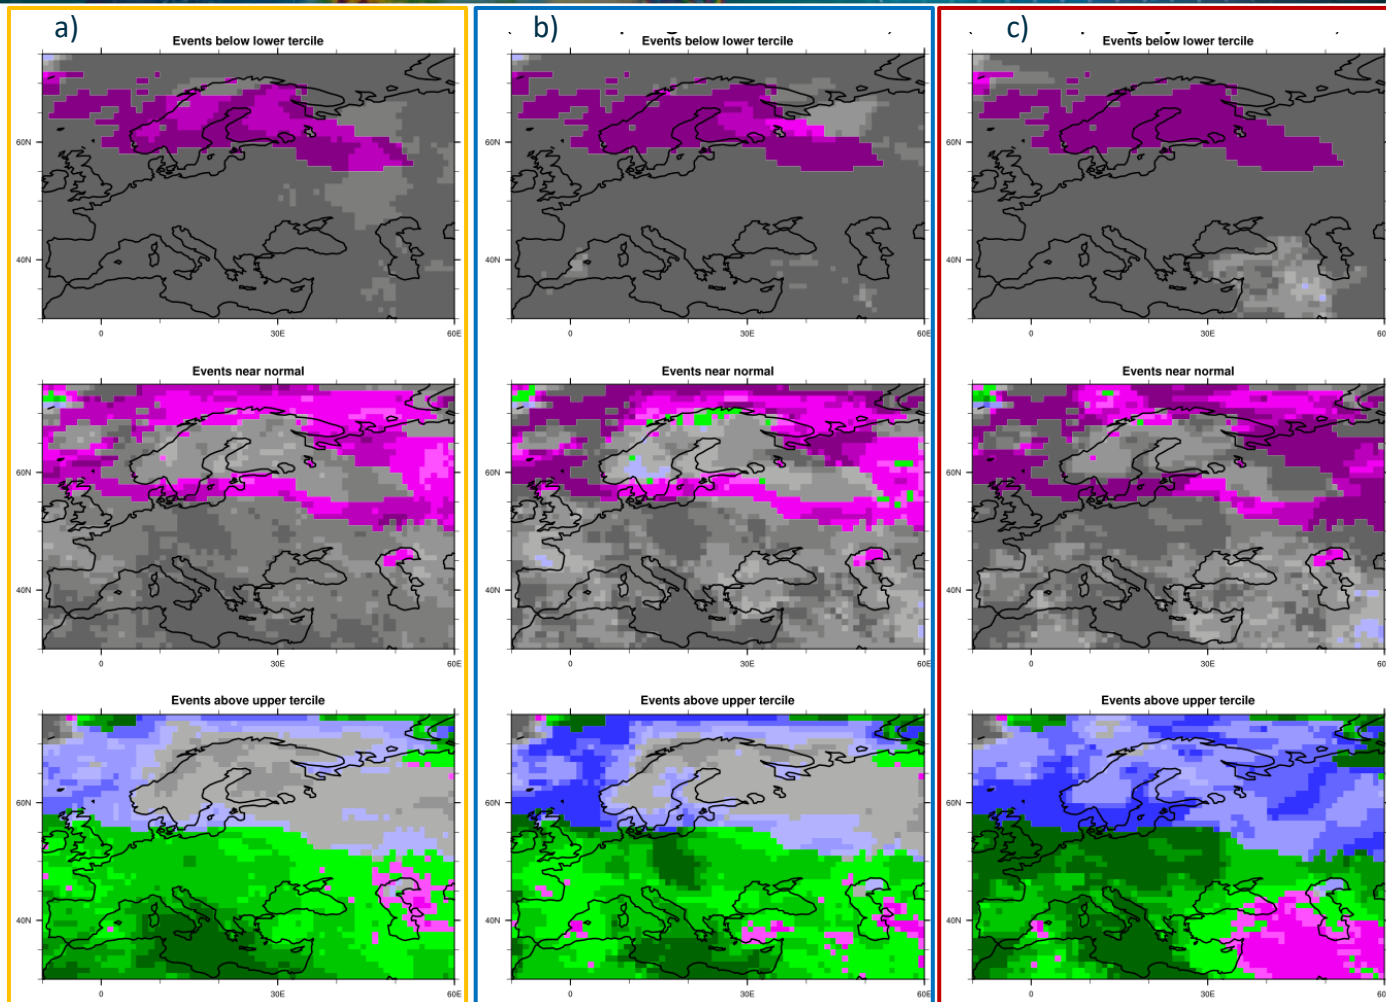 a) b) c)
Events below lower tercile Events below lower tercile Events below lower tercile
60N 60N 60N
40N 40N 40N
0 30E 60E 0 30E 60E 0 30E 60E
Events near normal Events near normal Events near normal
60N 60N 60N
40N 40N 40N
0 30E 60E 0 30E 60E 0 30E 60
Events above upper tercile Events above upper tercile Events above upper tercile
60N 60N 60N
40N 40N 40N
0 30E 60E 0 30E 60E 0 30E 60